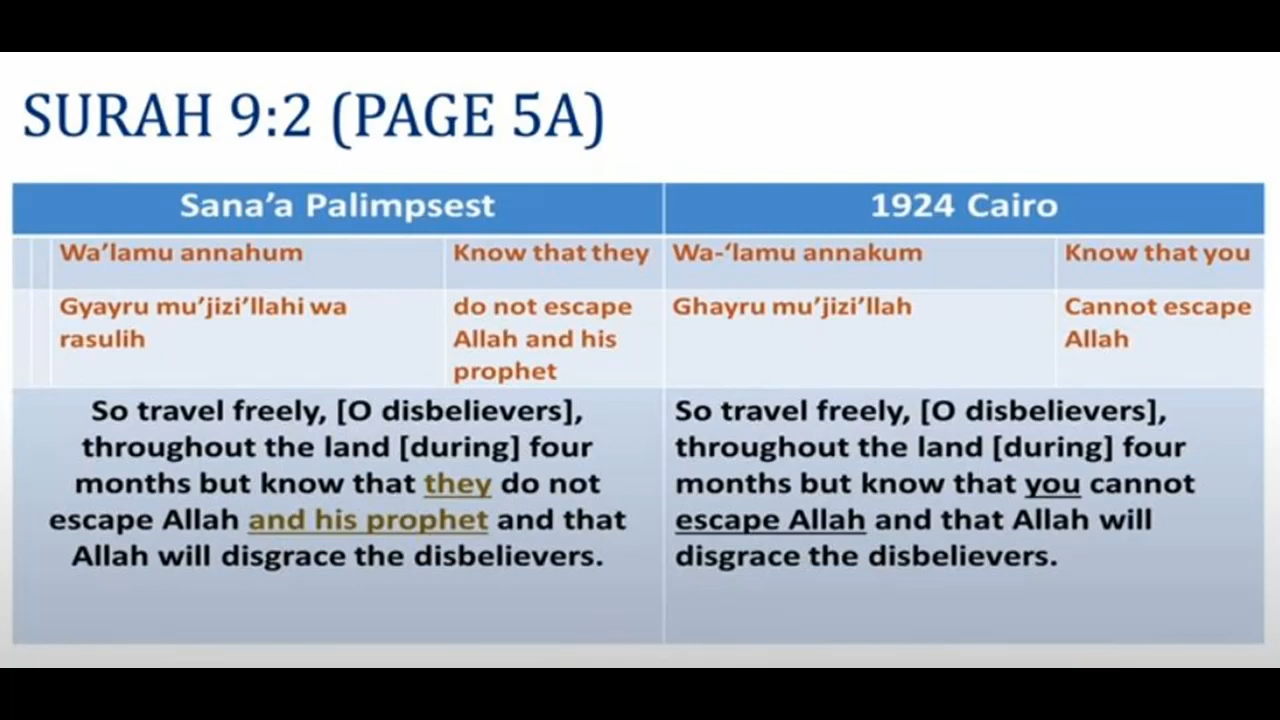 SURAH 9:2 (PAGE 5A)
Sana’a Palimpsest
1924 Cairo
Wa’lamu annahum
Know that they
Wa-‘lamu annakum
Know that you
Gyayru mu’jizi’llahi wa
rasulih
do not escape
Allah and his
prophet
Ghayru mu’jizi’llah
Cannot escape
Allah
So travel freely, [O disbelievers],
throughout the land [during] four
months but know that they do not
escape Allah and his prophet and that
Allah will disgrace the disbelievers.
So travel freely, [O disbelievers],
throughout the land [during] four
months but know that you cannot
escape Allah and that Allah will
disgrace the disbelievers.